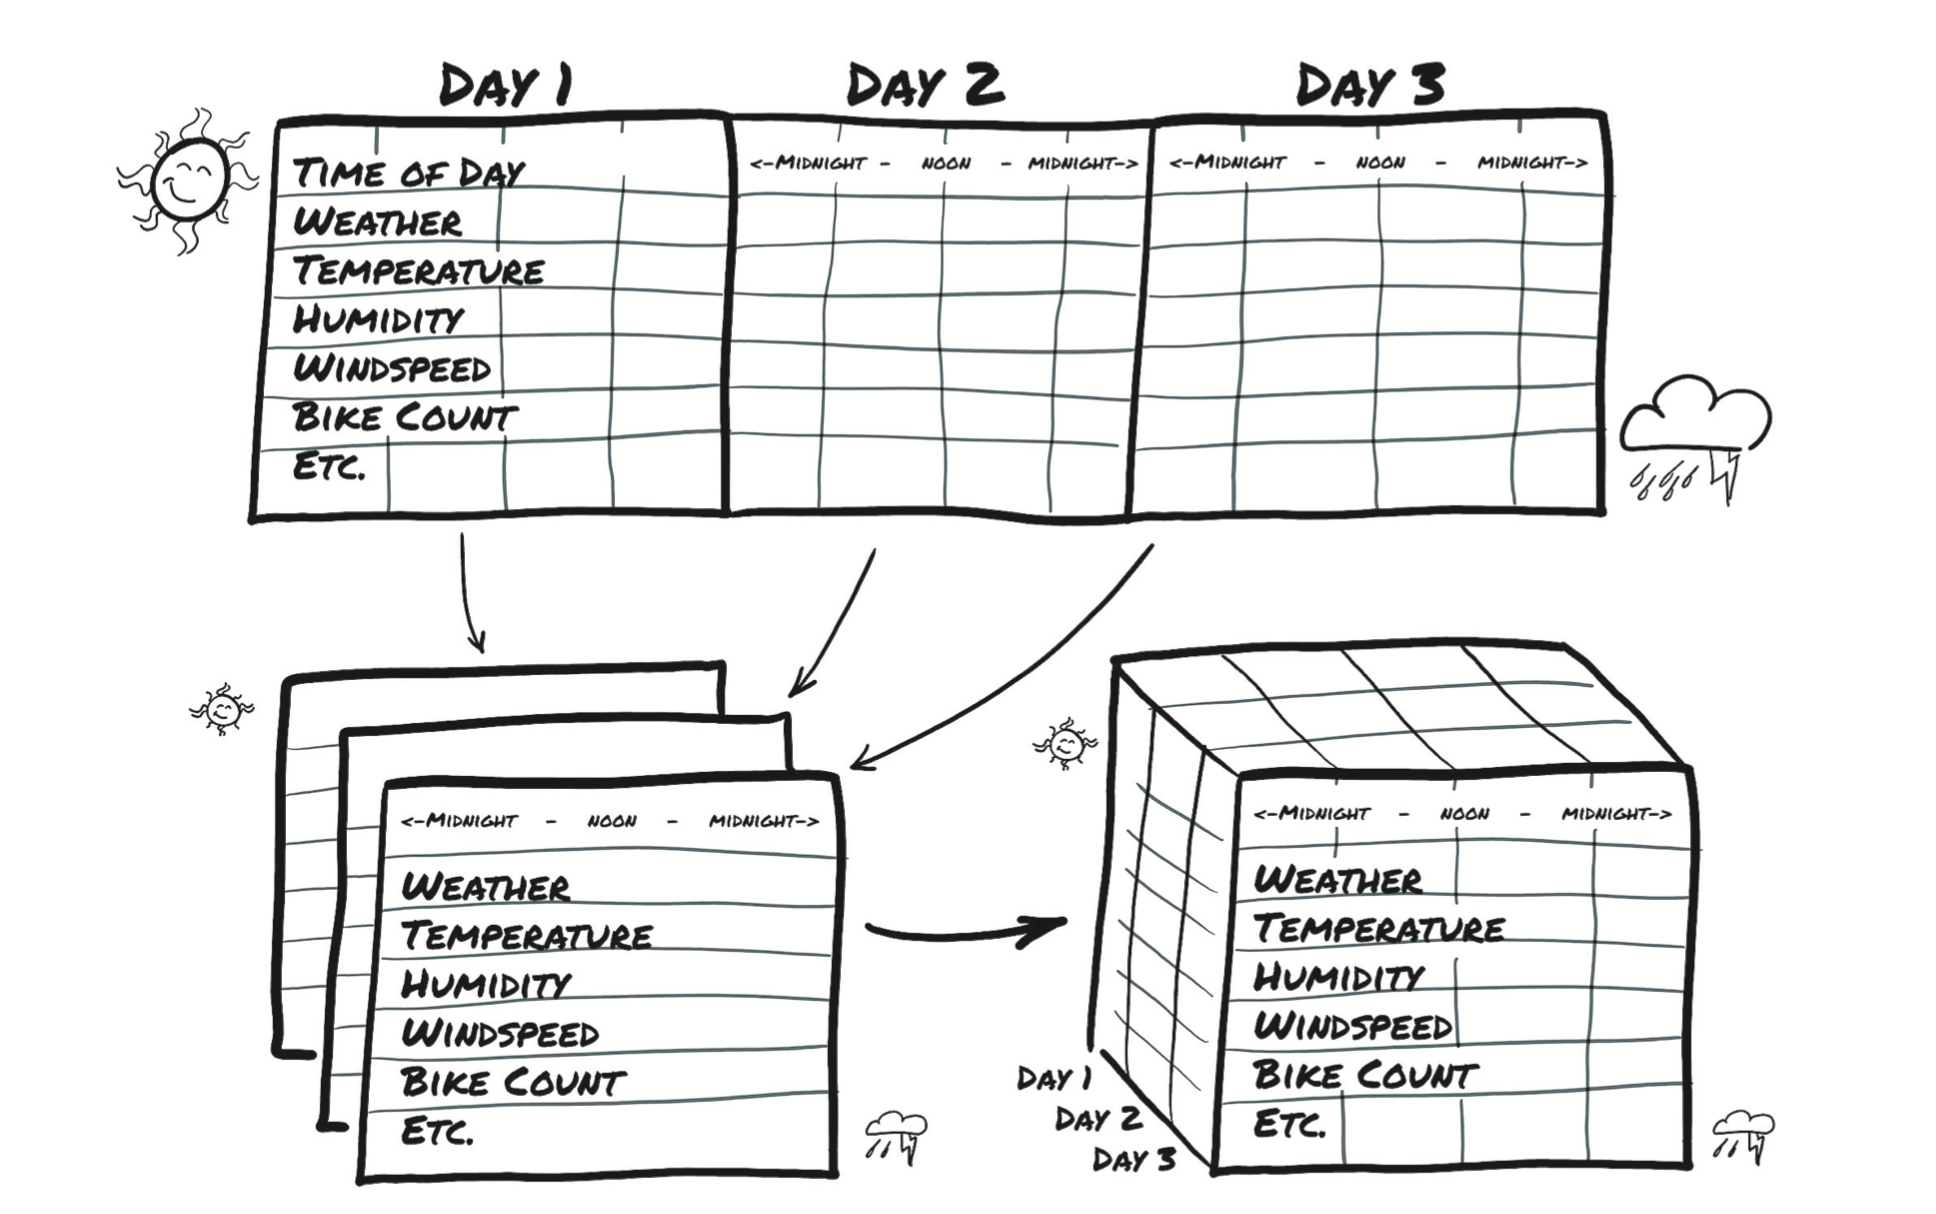 Day 1 Day 2 Day 3
Time of Day <-Midnight - noon - midnight-> <-Midnight - noon - midnight->
Weather
Temperature
Humidity
Windspeed
Bike Count
Etc.
<-Midnight - noon - midnight->
Weather
Temperature
Humidity
Windspeed
Bike Count
Etc.
<-Midnight - noon - midnight->
Weather
Temperature
Humidity
Windspeed
Bike Count
Etc.
Day 1
Day 2
Day 3